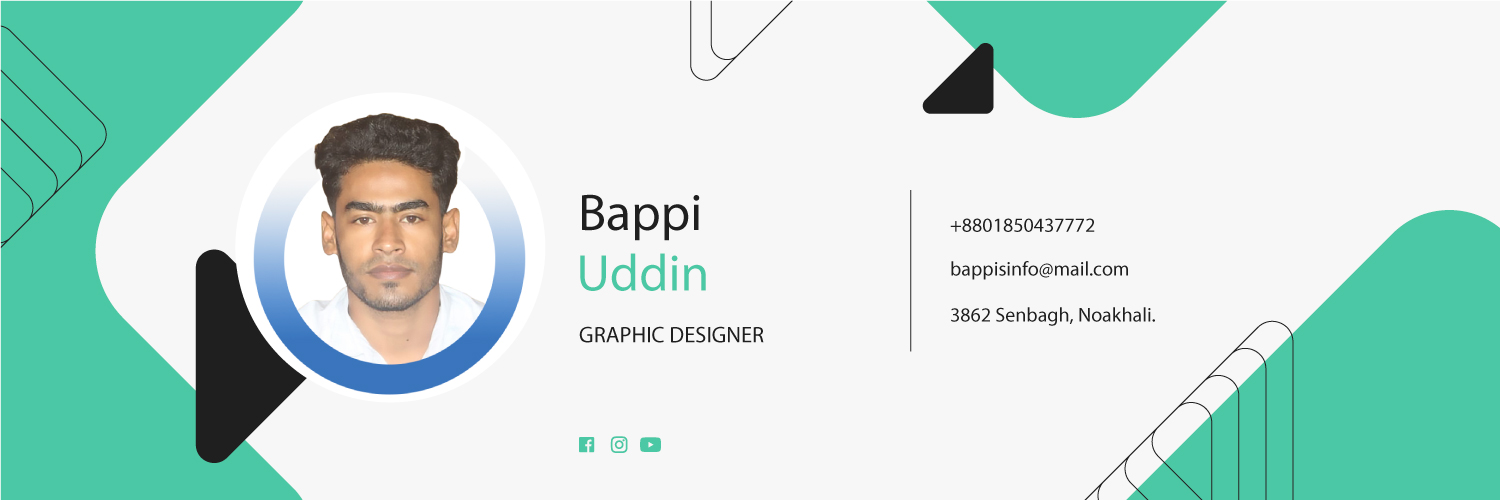 Bappi
Uddin
GRAPHIC DESIGNER
+8801850437772
bappisinfo@mail.com
3862 Senbagh, Noakhali.